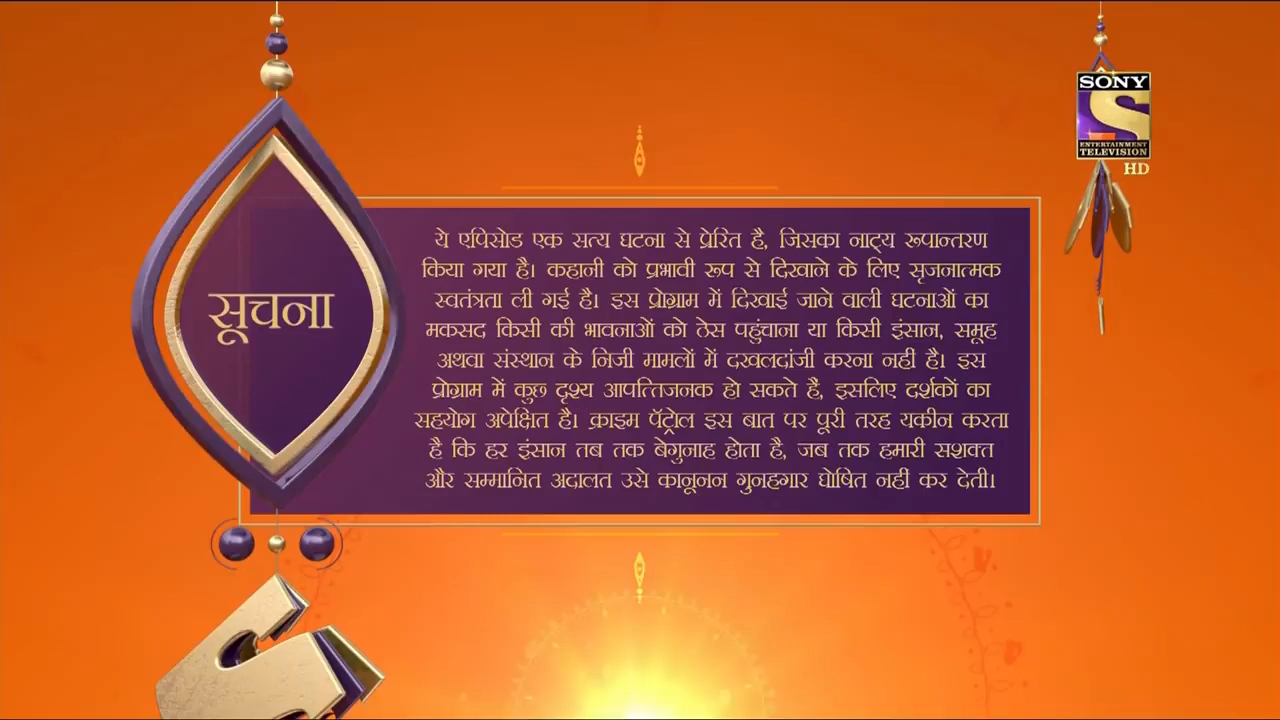 सूचना
ये एपिसोड एक सत्य घटना से प्रेरित है, जिसका नाट्य रूपान्तरण
किया गया है। कहानी को प्रभावी रूप से दिखाने के लिए सृजनात्मक
स्वतंत्रता ली गई है। इस प्रोग्राम में दिखाई जाने वाली घटनाओं का
मकसद किसी की भावनाओं को ठेस पहुंचाना या किसी इंसान, समूह
अथवा संस्थान के निजी मामलों में दखलदांजी करना नहीं है। इस
प्रोग्राम में कुछ दृश्य आपत्तिजनक हो सकते हैं, इसलिए दर्शकों का
सहयोग अपेक्षित है। क्राइम पॅट्रोल इस बात पर पूरी तरह यकीन करता
है कि हर इंसान तब तक बेगुनाह होता है, जब तक हमारी सशक्त
और सम्मानित अदालत उसे कानूनन गुनहगार घोषित नहीं कर देती।
SONY
ENTERTAINMENT
TELEVISION
HD